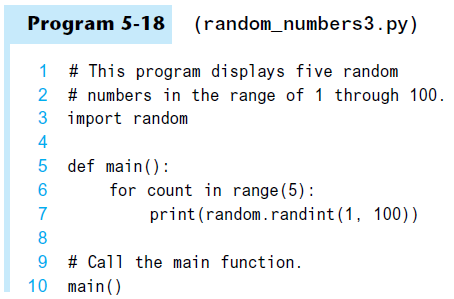 Program 5-18 (random_numbers3.py)
1 # This program displays five random
2 # numbers in the range of 1 through 100.
3 import random
4
5 def main():
6     for count in range(5):
7         print(random.randint(1, 100))
8
9 # Call the main function.
10 main()